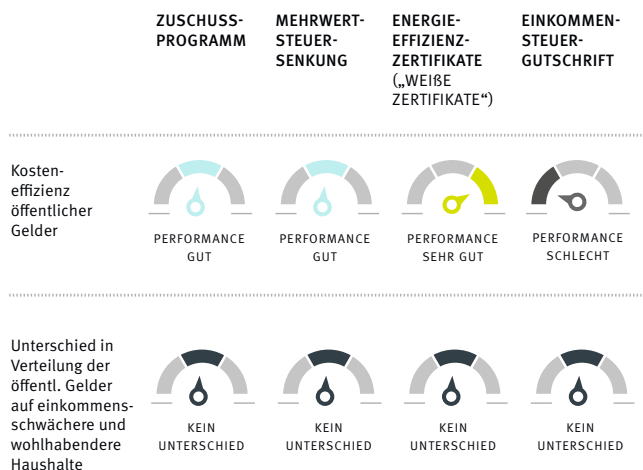 ZUSCHUSS-
PROGRAMM
MEHRWERT-
STEUER-
SENKUNG
ENERGIE-
EFFIZIENZ-
ZERTIFIKATE
(„WEIßE
ZERTIFIKATE“)
EINKOMMEN-
STEUER-
GUTSCHRIFT
Kosten-
effizienz
öffentlicher
Gelder
PERFORMANCE
GUT
PERFORMANCE
GUT
PERFORMANCE
SEHR GUT
PERFORMANCE
SCHLECHT
Unterschied in
Verteilung der
öffentl. Gelder
auf einkommens-
schwächere und
wohlhabendere
Haushalte
KEIN
UNTERSCHIED
KEIN
UNTERSCHIED
KEIN
UNTERSCHIED
KEIN
UNTERSCHIED